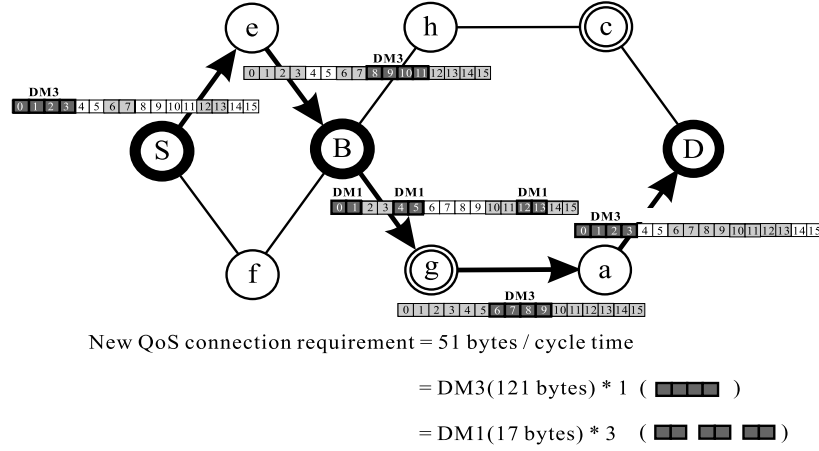 e
h
c
DM3
0 1 2 3 4 5 6 7 8 9 10 11 12 13 14 15
DM3
0 1 2 3 4 5 6 7 8 9 10 11 12 13 14 15
S
B
D
DM1 DM1 DM1
0 1 2 3 4 5 6 7 8 9 10 11 12 13 14 15
DM3
0 1 2 3 4 5 6 7 8 9 10 11 12 13 14 15
f
g
a
DM3
0 1 2 3 4 5 6 7 8 9 10 11 12 13 14 15
New QoS connection requirement = 51 bytes / cycle time
= DM3(121 bytes) * 1 ( )
= DM1(17 bytes) * 3 ( )